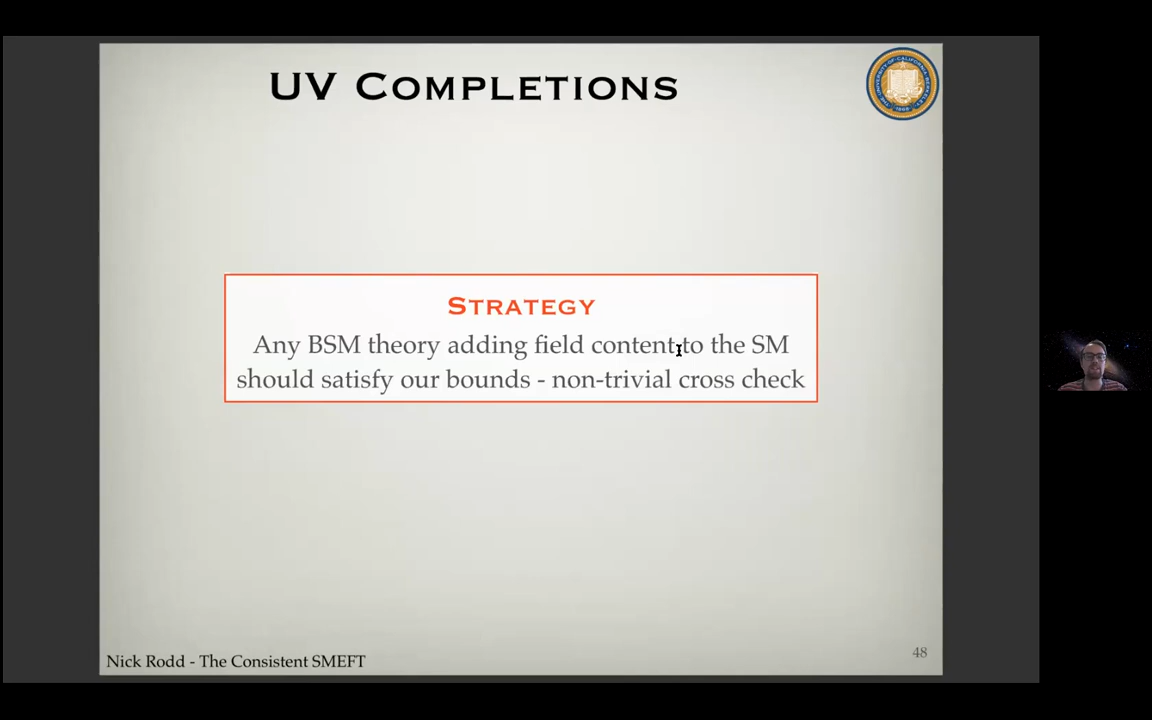 UV COMPLETIONS
STRATEGY
Any BSM theory adding field content to the SM
should satisfy our bounds - non-trivial cross check
Nick Rodd - The Consistent SMEFT
48